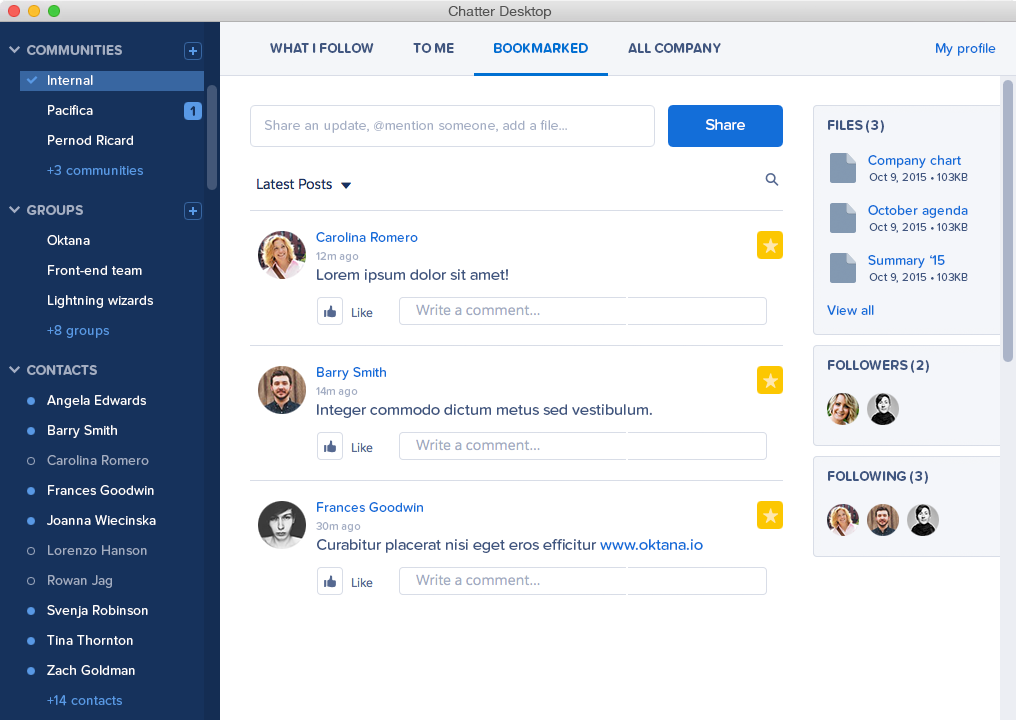 Chatter Desktop
COMMUNITIES
Internal
Pacifica 1
Pernod Ricard
+3 communities
GROUPS
Oktana
Front-end team
Lightning wizards
+8 groups
CONTACTS
Angela Edwards
Barry Smith
Carolina Romero
Frances Goodwin
Joanna Wiecinska
Lorenzo Hanson
Rowan Jag
Svenja Robinson
Tina Thornton
Zach Goldman
+14 contacts
WHAT I FOLLOW TO ME BOOKMARKED ALL COMPANY My profile
Share an update, @mention someone, add a file... Share
Latest Posts
Carolina Romero
12m ago
Lorem ipsum dolor sit amet!
Like Write a comment...
Barry Smith
14m ago
Integer commodo dictum metus sed vestibulum.
Like Write a comment...
Frances Goodwin
30m ago
Curabitur placerat nisi eget eros efficitur www.oktana.io
Like Write a comment...
FILES (3)
Company chart
Oct 9, 2015 • 103KB
October agenda
Oct 9, 2015 • 103KB
Summary ‘15
Oct 9, 2015 • 103KB
View all
FOLLOWERS (2)
FOLLOWING (3)